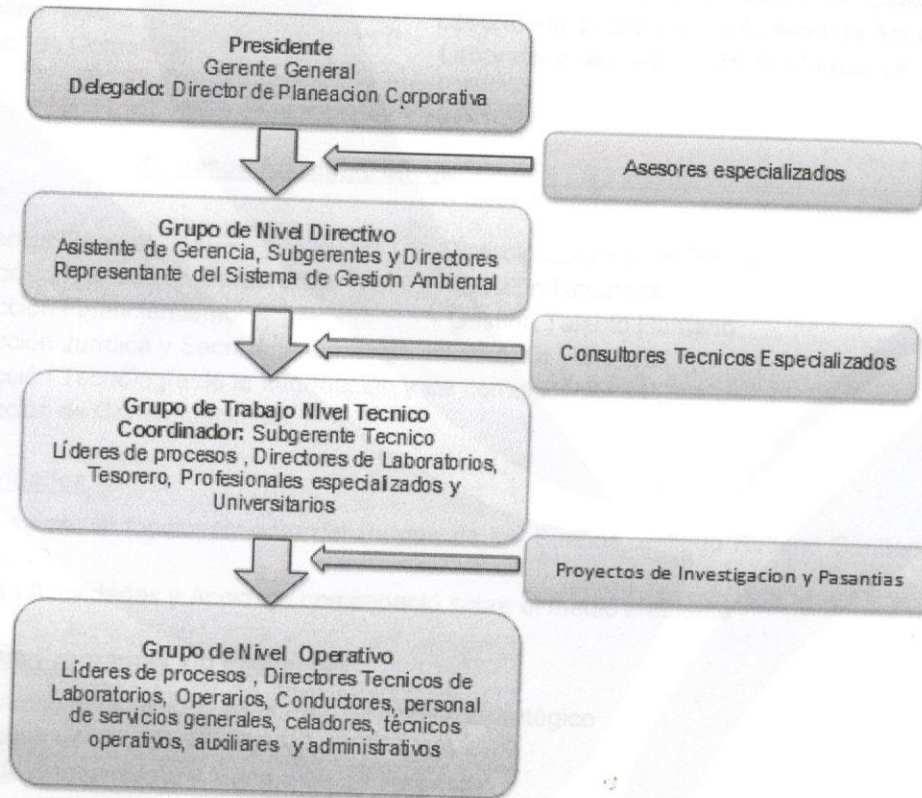 Presidente
Gerente General
Delegado: Director de Planeacion Corporativa
Asesores especializados
Grupo de Nivel Directivo
Asistente de Gerencia, Subgerentes y Directores
Representante del Sistema de Gestion Ambiental
Consultores Tecnicos Especializados
Grupo de Trabajo NIvel Tecnico
Coordinador: Subgerente Tecnico
Líderes de procesos , Directores de Laboratorios,
Tesorero, Profesionales especializados y
Universitarios
Proyectos de Investigacion y Pasantias
Grupo de Nivel Operativo
Líderes de procesos , Directores Tecnicos de
Laboratorios, Operarios, Conductores, personal
de servicios generales, celadores, técnicos
operativos, auxiliares y administrativos